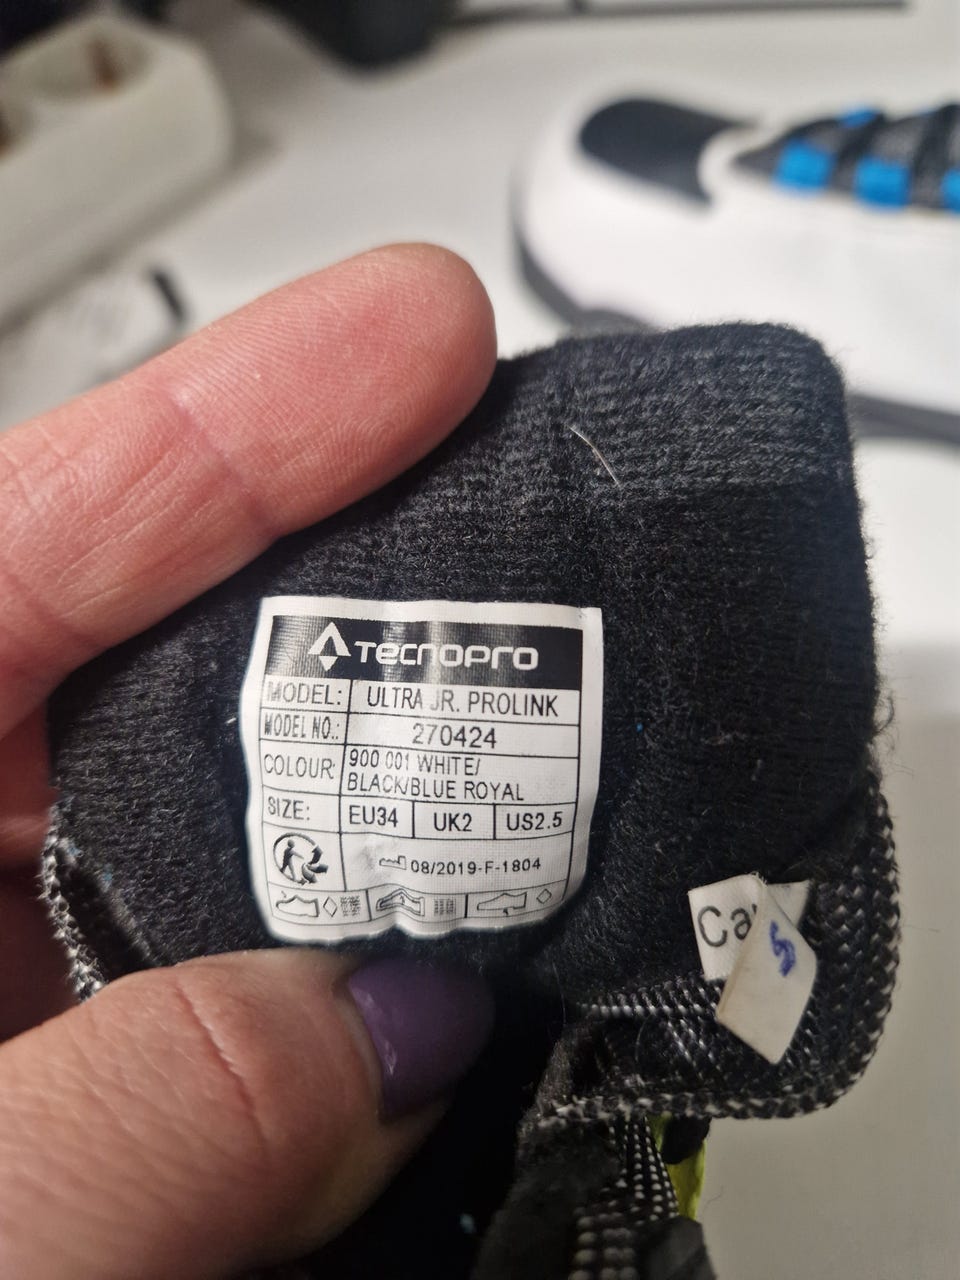 TECNOPRO
MODEL: ULTRA JR. PROLINK
MODEL NO.: 270424
COLOUR: 900 001 WHITE/
BLACK/BLUE ROYAL
SIZE: EU34 UK2 US2.5
08/2019-F-1804
Ca